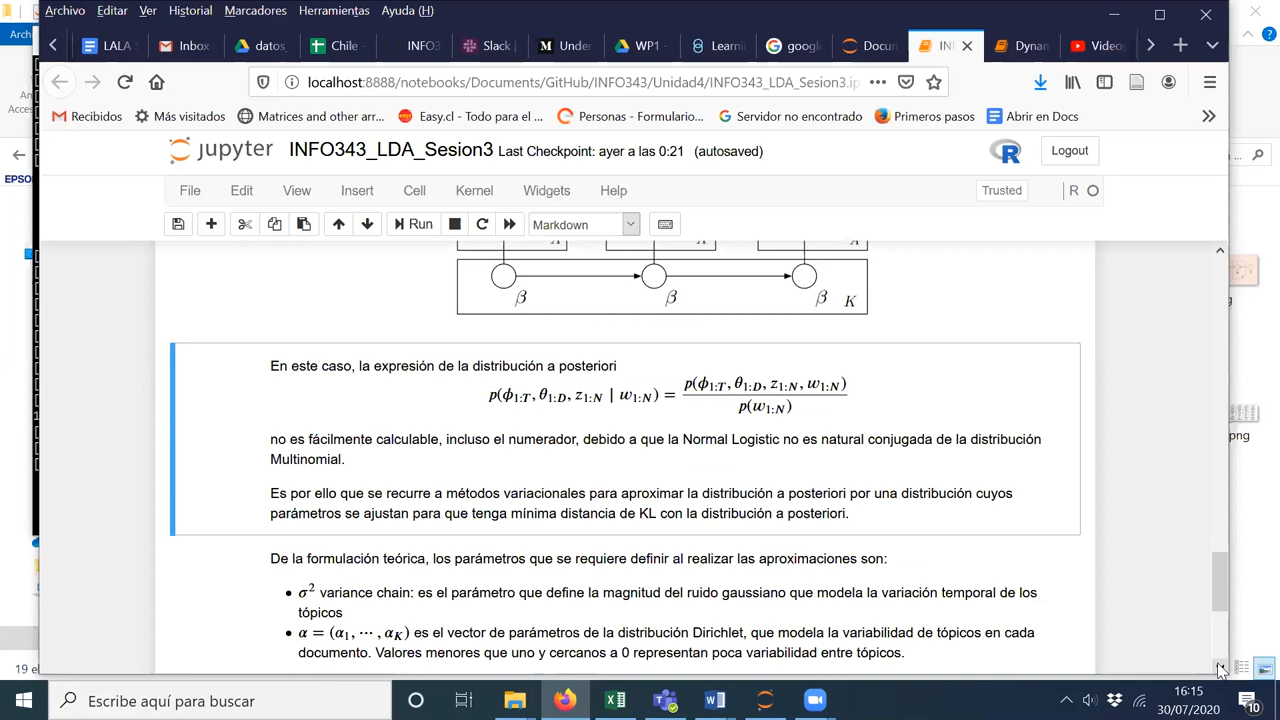 Archivo Editar Ver Historial Marcadores Herramientas Ayuda (H)
Archi
LALA Inbox Datos Chile - INFO3 Slack Under WP1 - Learnin google Docum IN Dynan Video
localhost:8888/notebooks/Documents/GitHub/INFO343/Unidad4/INFO343_LDA_Sesion3.ip
Recibidos Más visitados Matrices and other arr... Easy.cl - Todo para el t... Personas - Formulario... Servidor no encontrado Primeros pasos Abrir en Docs
jupyter INFO343_LDA_Sesion3 Last Checkpoint: ayer a las 0:21 (autosaved) Logout
EPSO
File Edit View Insert Cell Kernel Widgets Help Trusted R
Run Markdown
β β β K
En este caso, la expresión de la distribución a posteriori
p(ϕ1:T, θ1:D, z1:N | w1:N) = p(ϕ1:T, θ1:D, z1:N, w1:N) / p(w1:N)
no es fácilmente calculable, incluso el numerador, debido a que la Normal Logistic no es natural conjugada de la distribución
Multinomial.
Es por ello que se recurre a métodos variacionales para aproximar la distribución a posteriori por una distribución cuyos
parámetros se ajustan para que tenga mínima distancia de KL con la distribución a posteriori.
De la formulación teórica, los parámetros que se requiere definir al realizar las aproximaciones son:
• σ² variance chain: es el parámetro que define la magnitud del ruido gaussiano que modela la variación temporal de los
tópicos
• α = (α1, ⋯ , αK) es el vector de parámetros de la distribución Dirichlet, que modela la variabilidad de tópicos en cada
documento. Valores menores que uno y cercanos a 0 representan poca variabilidad entre tópicos.
png
19 el
Escribe aquí para buscar
16:15
30/07/2020
10